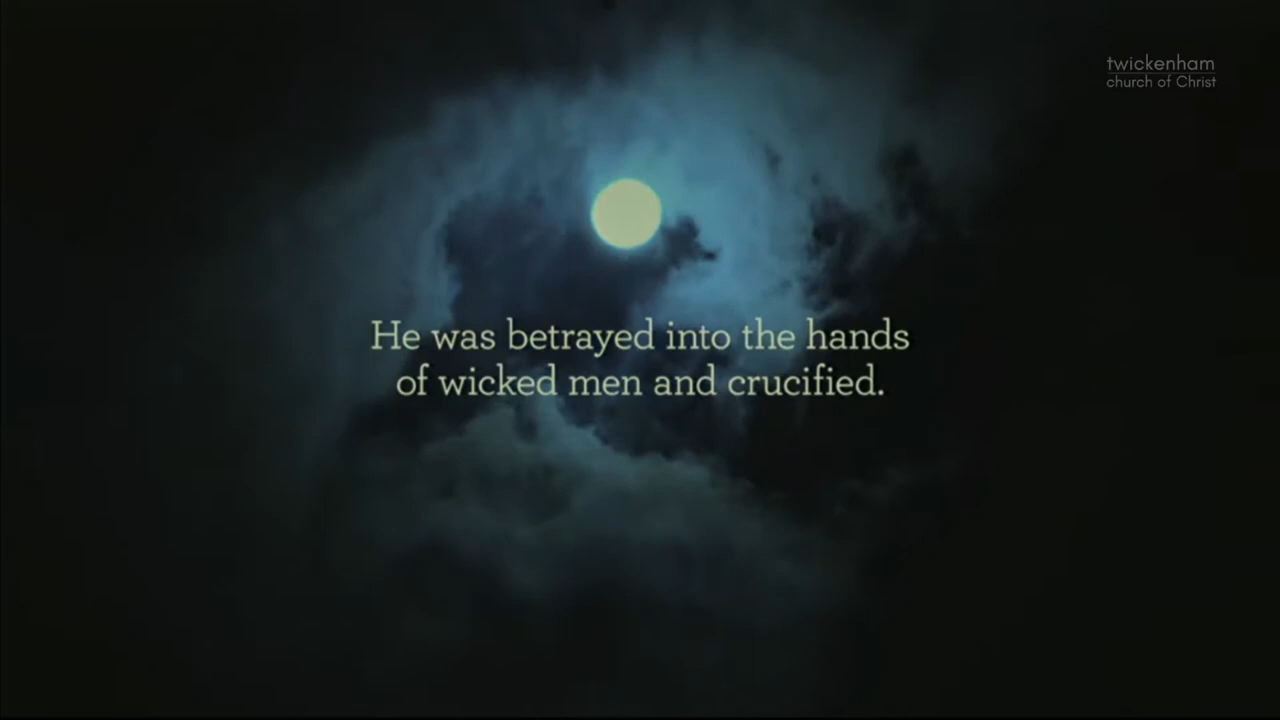 twickenham
church of Christ
He was betrayed into the hands
of wicked men and crucified.